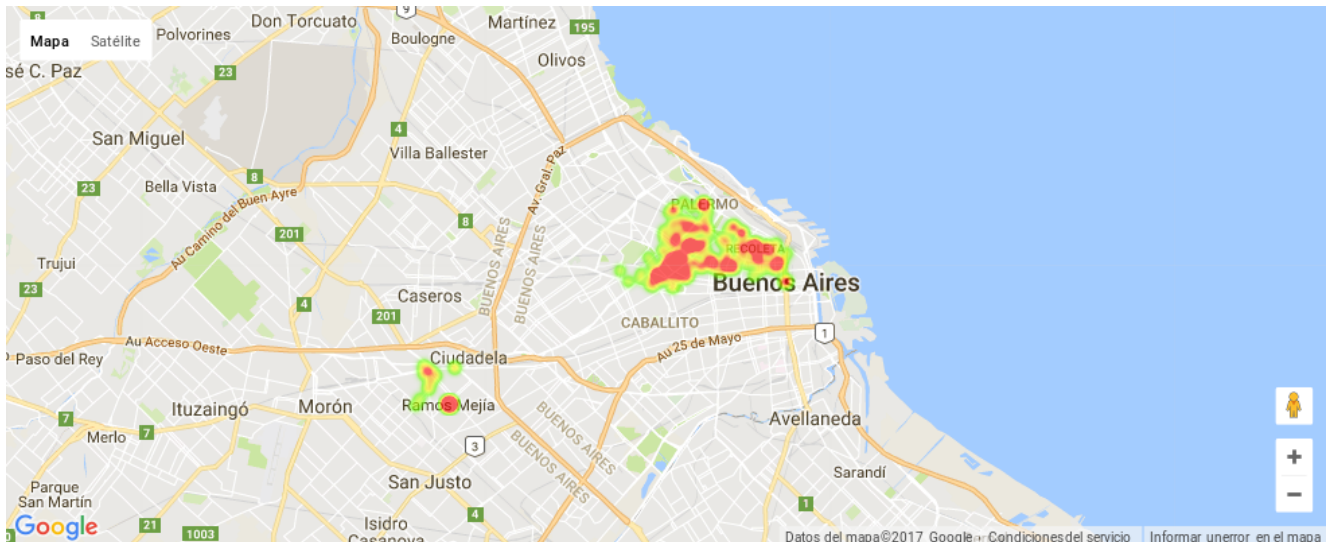 8
9
Don Torcuato
Martínez
195
Mapa
Satélite
Polvorines
Boulogne
Olivos
sé C. Paz
23
San Miguel
4
Av. Gral. Paz
Villa Ballester
23
Bella Vista
8
Au Camino del Buen Ayre
PALERMO
8
201
BUENOS AIRES
BUENOS AIRES
RECOLETA
Trujui
23
Caseros
4
Buenos Aires
201
CABALLITO
1
Au Acceso Oeste
Au 25 de Mayo
Paso del Rey
Ciudadela
Ituzaingó
Morón
Ramos Mejía
7
Merlo
7
BUENOS AIRES
BUENOS AIRES
Avellaneda
3
Sarandí
San Justo
Parque
San Martín
4
1
Google
21
1003
Isidro
Casanova
Datos del mapa©2017 Google
Condiciones del servicio
Informar un error en el mapa